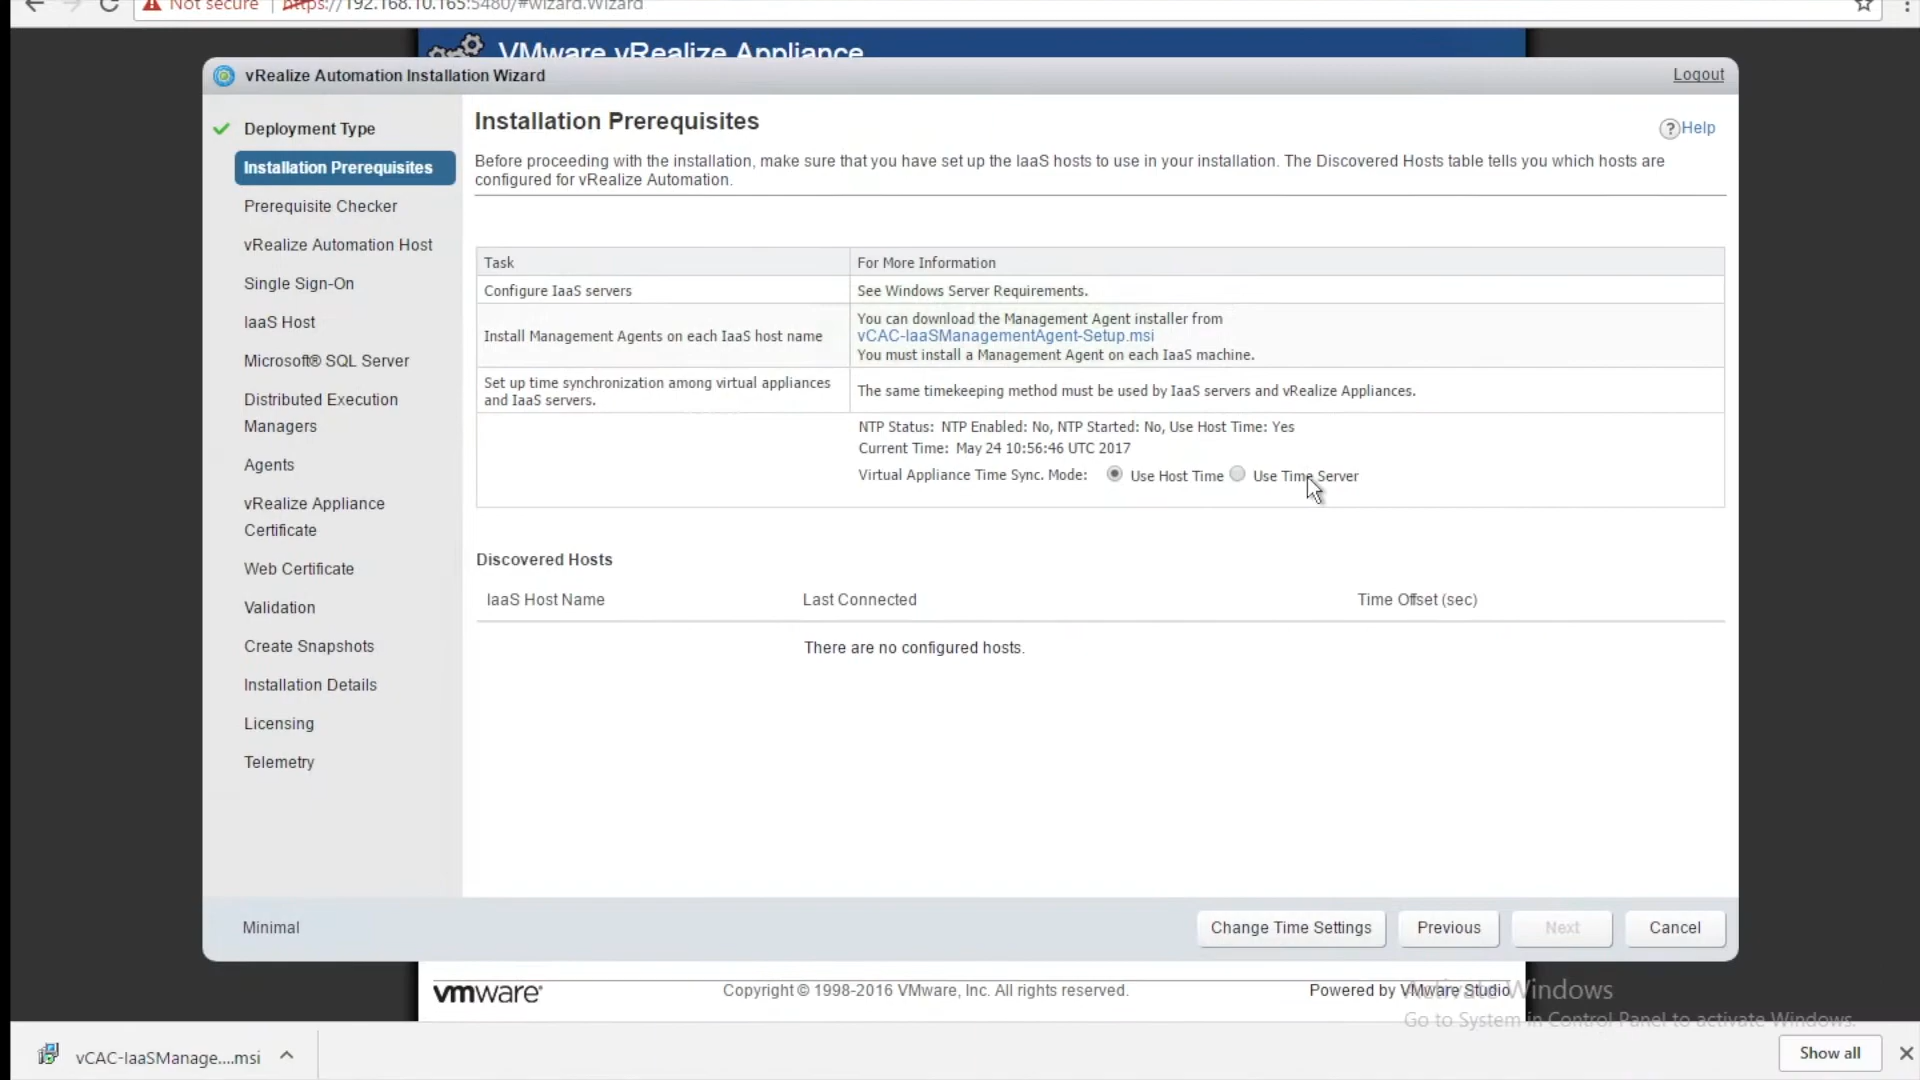 Not secure | https://192.168.10.165:5480/#wizard.Wizard
VMware vRealize Appliance
vRealize Automation Installation Wizard
Logout
Deployment Type
Installation Prerequisites
Prerequisite Checker
vRealize Automation Host
Single Sign-On
IaaS Host
Microsoft® SQL Server
Distributed Execution
Managers
Agents
vRealize Appliance
Certificate
Web Certificate
Validation
Create Snapshots
Installation Details
Licensing
Telemetry
Installation Prerequisites
? Help
Before proceeding with the installation, make sure that you have set up the IaaS hosts to use in your installation. The Discovered Hosts table tells you which hosts are
configured for vRealize Automation.
Task
For More Information
Configure IaaS servers
See Windows Server Requirements.
Install Management Agents on each IaaS host name
You can download the Management Agent installer from
vCAC-IaaSManagementAgent-Setup.msi
You must install a Management Agent on each IaaS machine.
Set up time synchronization among virtual appliances
and IaaS servers.
The same timekeeping method must be used by IaaS servers and vRealize Appliances.
NTP Status: NTP Enabled: No, NTP Started: No, Use Host Time: Yes
Current Time: May 24 10:56:46 UTC 2017
Virtual Appliance Time Sync. Mode: Use Host Time Use Time Server
Discovered Hosts
IaaS Host Name
Last Connected
Time Offset (sec)
There are no configured hosts.
Minimal
Change Time Settings
Previous
Next
Cancel
vmware®
Copyright © 1998-2016 VMware, Inc. All rights reserved.
Powered by VMware Studio
Activate Windows
Go to System in Control Panel to activate Windows.
vCAC-IaaSManage....msi
Show all